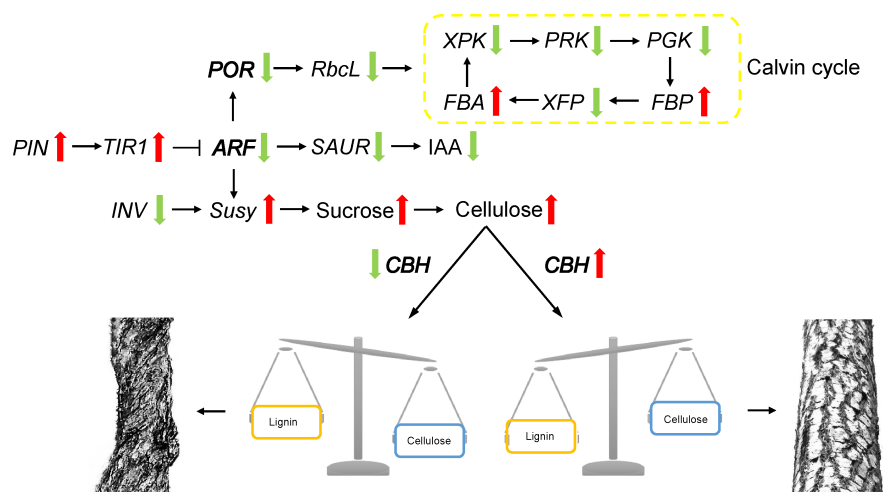 XPK PRK PGK
POR RbcL Calvin cycle
FBA XFP FBP
PIN TIR1 ARF SAUR IAA
INV Susy Sucrose Cellulose
CBH CBH
Lignin Cellulose Lignin Cellulose